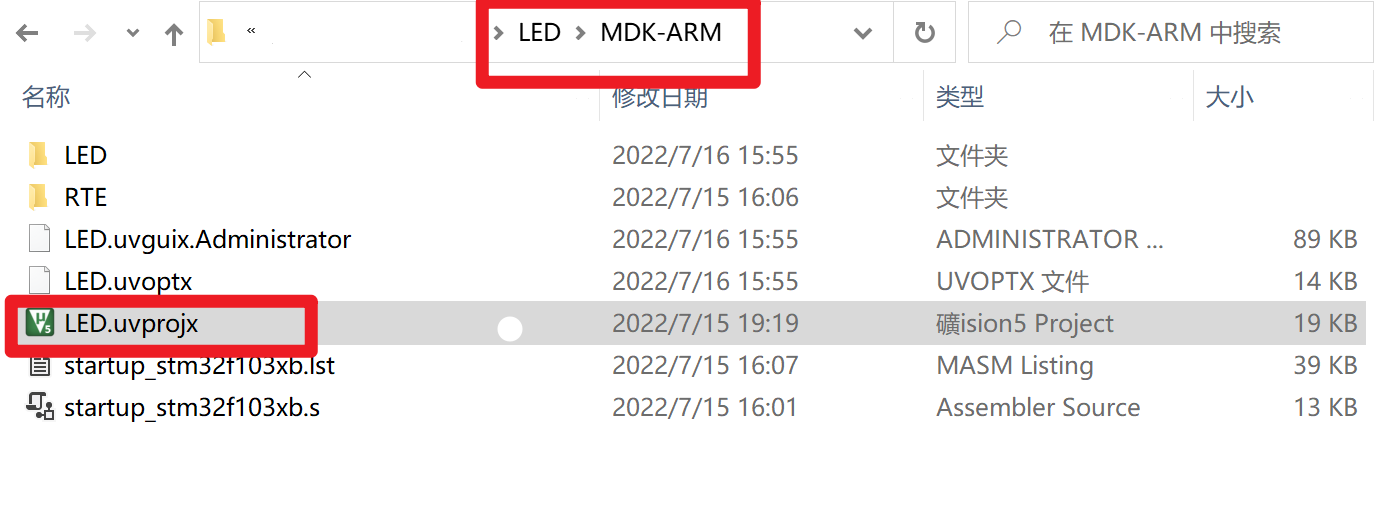 « LED > MDK-ARM 在 MDK-ARM 中搜索
名称 修改日期 类型 大小
LED 2022/7/16 15:55 文件夹
RTE 2022/7/15 16:06 文件夹
LED.uvguix.Administrator 2022/7/16 15:55 ADMINISTRATOR ... 89 KB
LED.uvoptx 2022/7/16 15:55 UVOPTX 文件 14 KB
LED.uvprojx 2022/7/15 19:19 礦ision5 Project 19 KB
startup_stm32f103xb.lst 2022/7/15 16:07 MASM Listing 39 KB
startup_stm32f103xb.s 2022/7/15 16:01 Assembler Source 13 KB